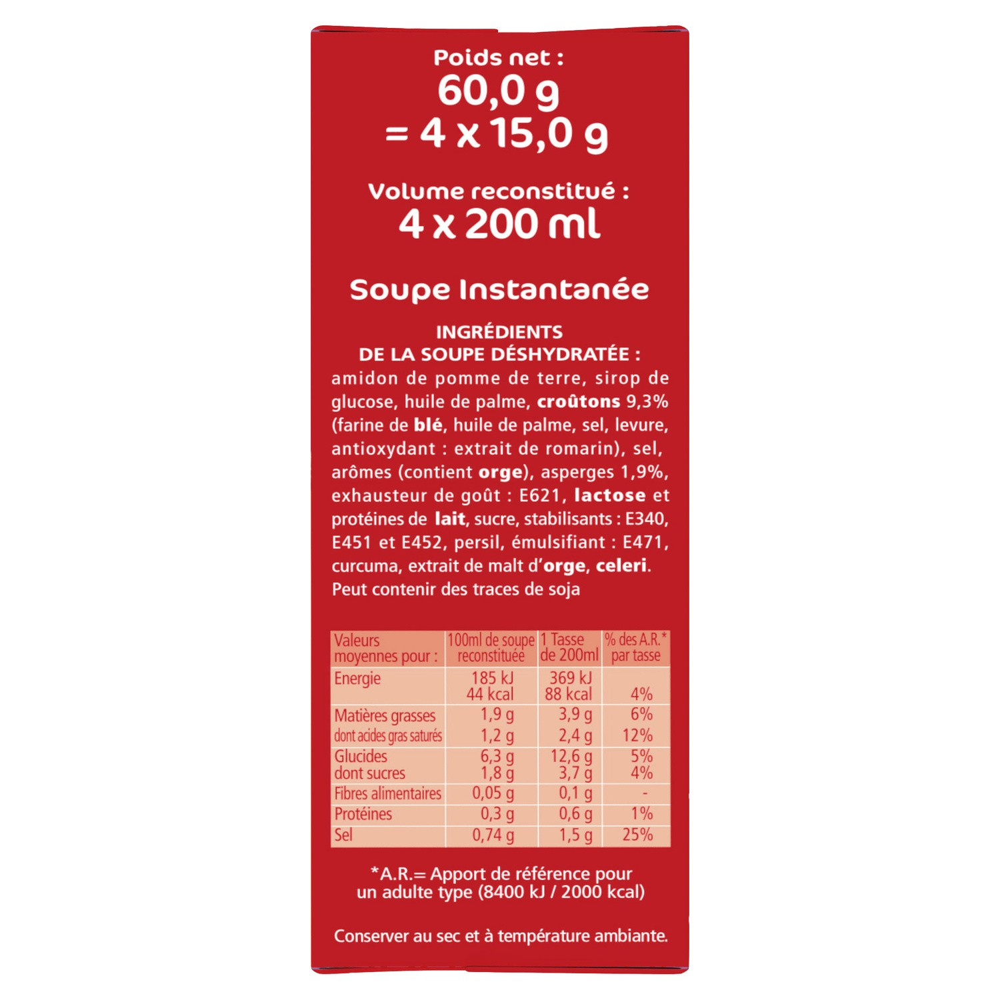 Poids net :
60,0 g
= 4 x 15,0 g
Volume reconstitué :
4 x 200 ml
Soupe Instantanée
INGRÉDIENTS
DE LA SOUPE DÉSHYDRATÉE :
amidon de pomme de terre, sirop de
glucose, huile de palme, croûtons 9,3%
(farine de blé, huile de palme, sel, levure,
antioxydant : extrait de romarin), sel,
arômes (contient orge), asperges 1,9%,
exhausteur de goût : E621, lactose et
protéines de lait, sucre, stabilisants : E340,
E451 et E452, persil, émulsifiant : E471,
curcuma, extrait de malt d'orge, celeri.
Peut contenir des traces de soja
Valeurs 100ml de soupe 1 Tasse % des A.R.*
moyennes pour : reconstituée de 200ml par tasse
Energie 185 kJ 369 kJ
44 kcal 88 kcal 4%
Matières grasses 1,9 g 3,9 g 6%
dont acides gras saturés 1,2 g 2,4 g 12%
Glucides 6,3 g 12,6 g 5%
dont sucres 1,8 g 3,7 g 4%
Fibres alimentaires 0,05 g 0,1 g -
Protéines 0,3 g 0,6 g 1%
Sel 0,74 g 1,5 g 25%
*A.R.= Apport de référence pour
un adulte type (8400 kJ / 2000 kcal)
Conserver au sec et à température ambiante.